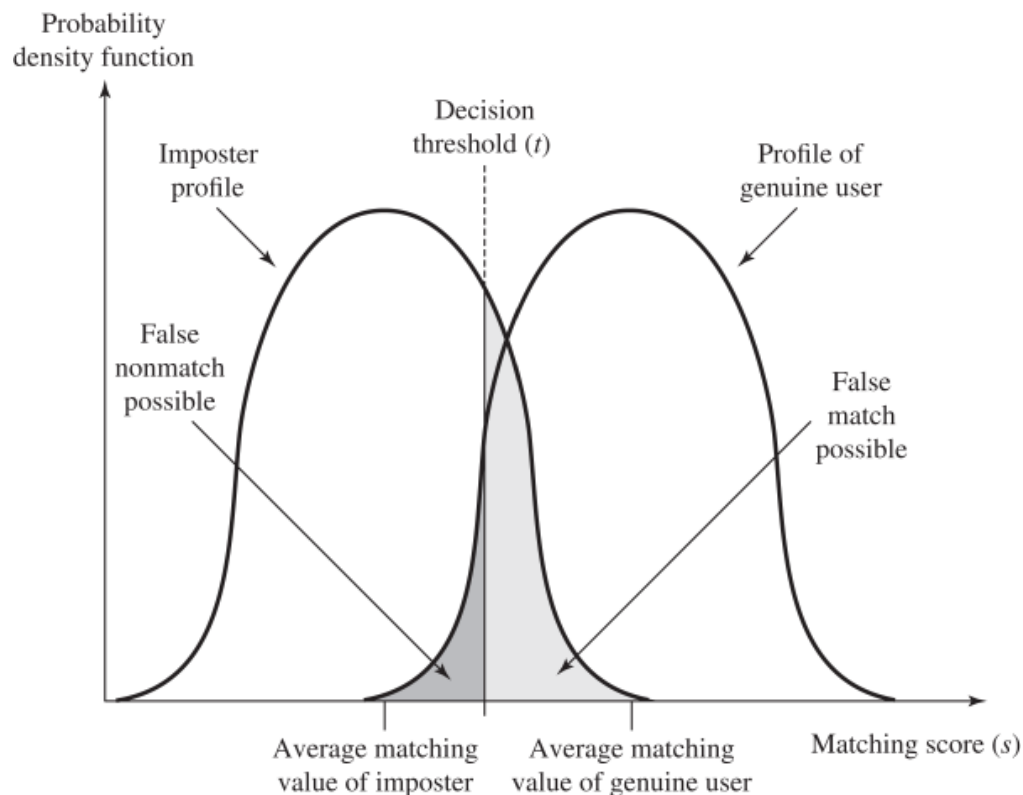 Probability
density function
Decision
threshold (t)
Imposter
profile
Profile of
genuine user
False
nonmatch
possible
False
match
possible
Average matching
value of imposter
Average matching
value of genuine user
Matching score (s)